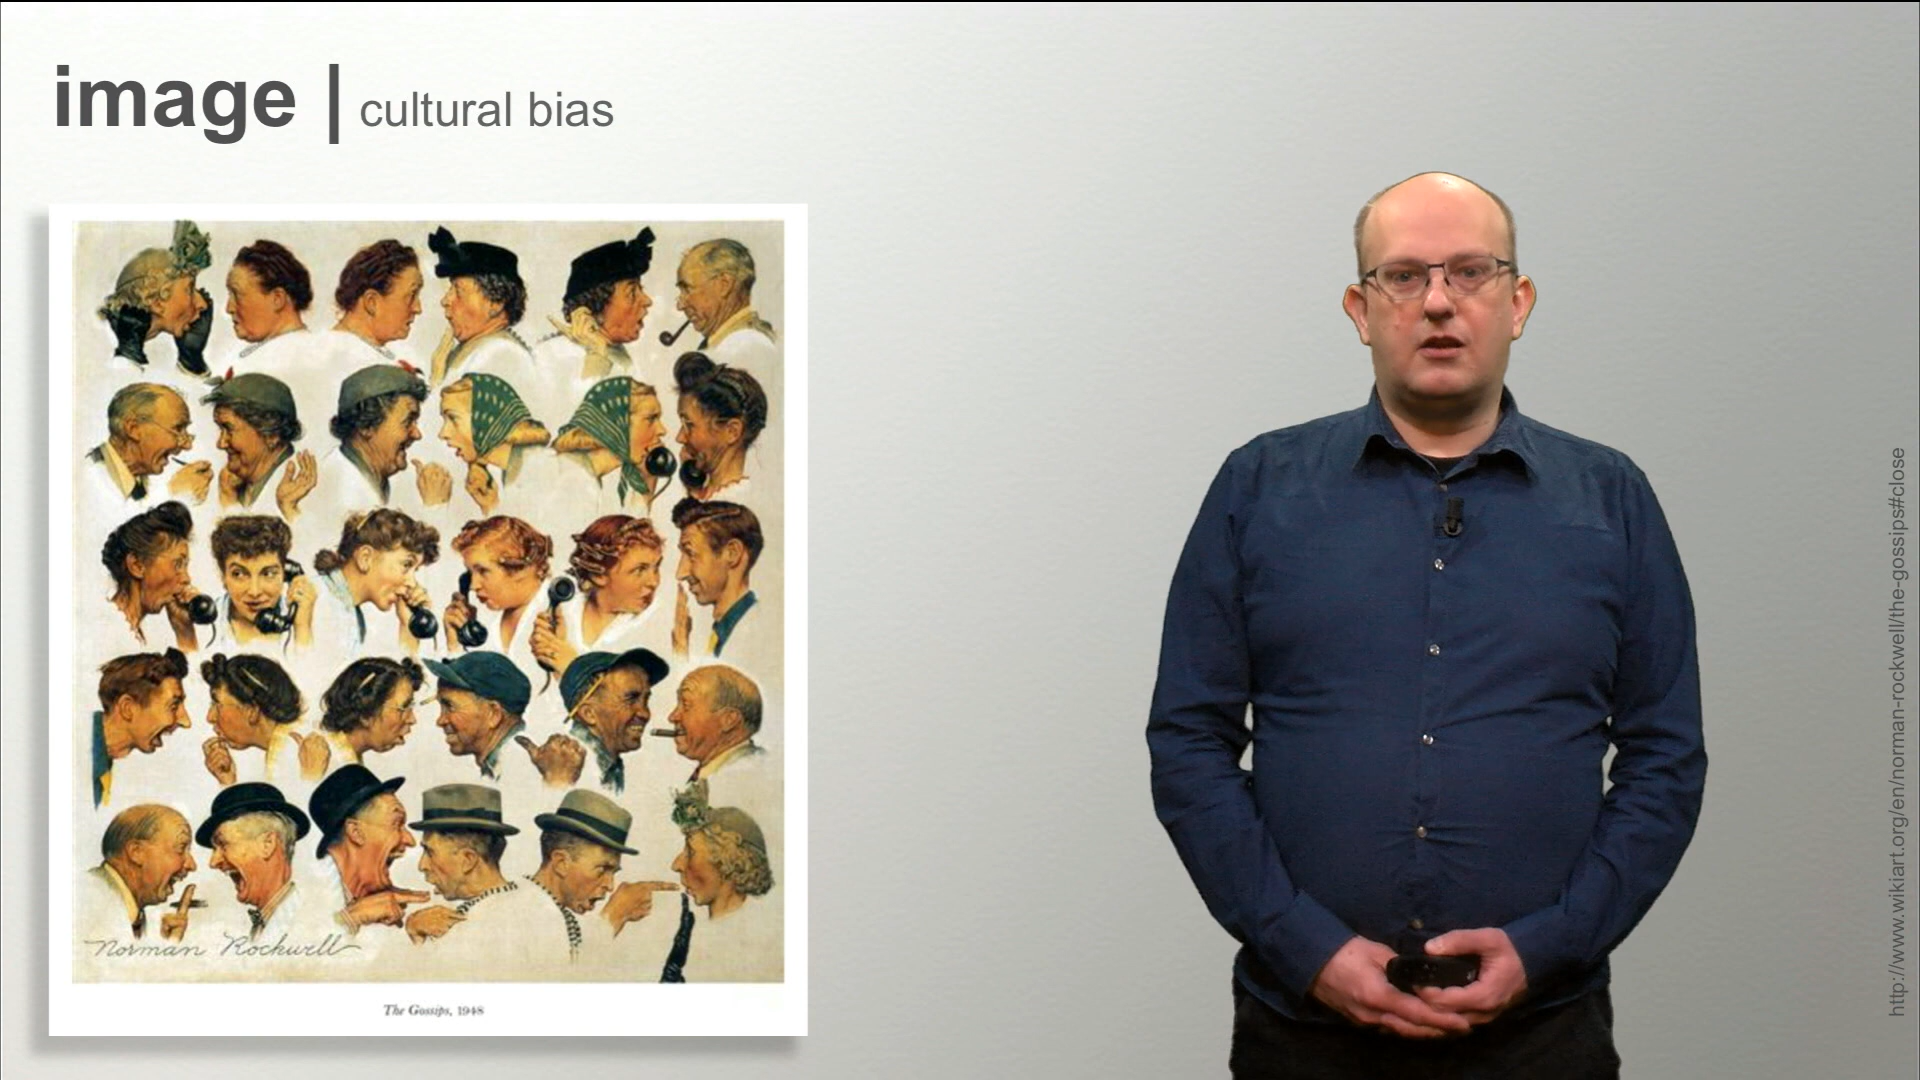 image | cultural bias
Norman Rockwell
The Gossips, 1948
http://www.wikiart.org/en/norman-rockwell/the-gossips#close